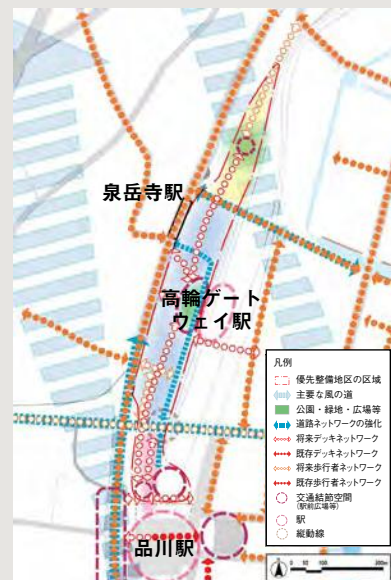 泉岳寺駅
高輪ゲート
ウェイ駅
品川駅
凡例
優先整備地区の区域
主要な風の道
公園・緑地・広場等
道路ネットワークの強化
将来デッキネットワーク
既存デッキネットワーク
将来歩行者ネットワーク
既存歩行者ネットワーク
交通結節空間
(駅前広場等)
駅
縦動線